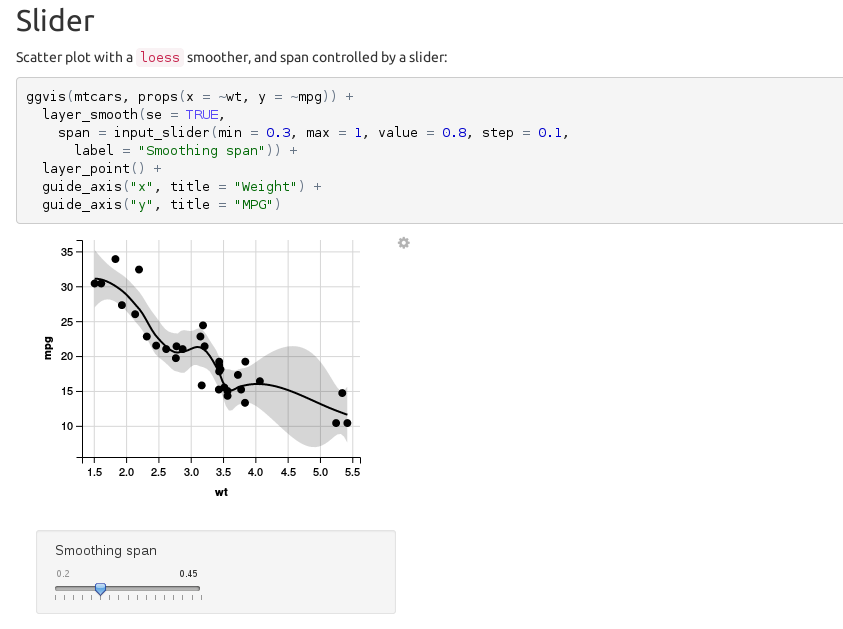 Slider
Scatter plot with a loess smoother, and span controlled by a slider:
ggvis(mtcars, props(x = ~wt, y = ~mpg)) +
  layer_smooth(se = TRUE,
    span = input_slider(min = 0.3, max = 1, value = 0.8, step = 0.1,
      label = "Smoothing span")) +
  layer_point() +
  guide_axis("x", title = "Weight") +
  guide_axis("y", title = "MPG")
35
30
25
20
15
10
mpg
1.5 2.0 2.5 3.0 3.5 4.0 4.5 5.0 5.5
wt
Smoothing span
0.2 0.45